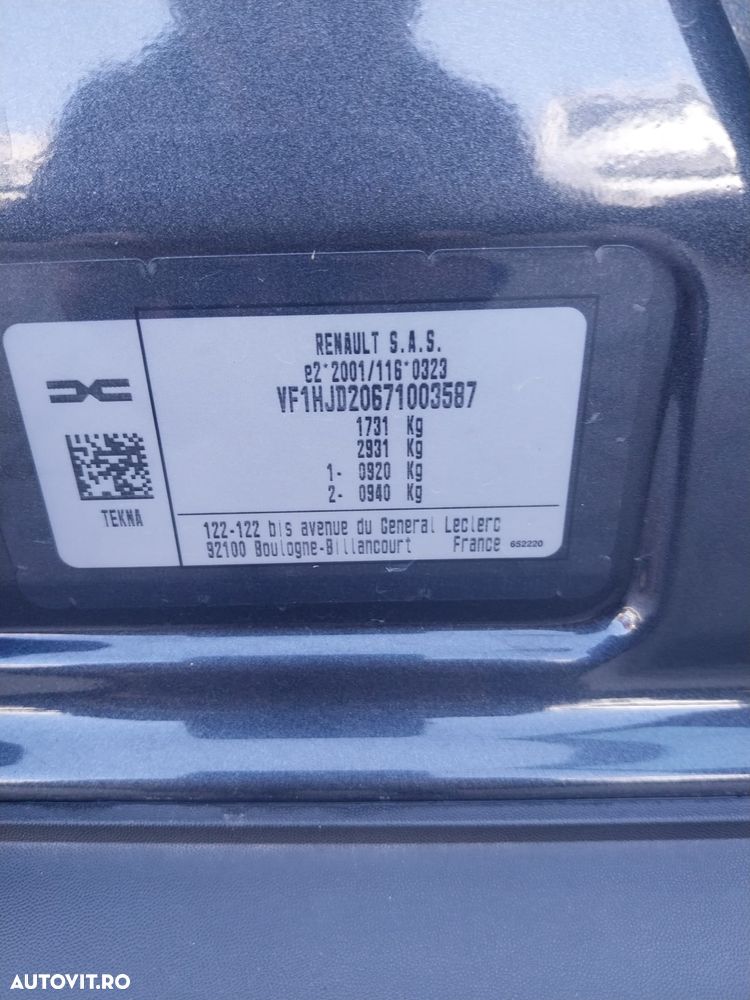 RENAULT S.A.S.
e2*2001/116*0323
VF1HJD20671003587
1731 Kg
2931 Kg
1- 0920 Kg
2- 0940 Kg
TEKNA
122-122 bis avenue du General Leclerc
92100 Boulogne-Billancourt France 652220
AUTOVIT.RO